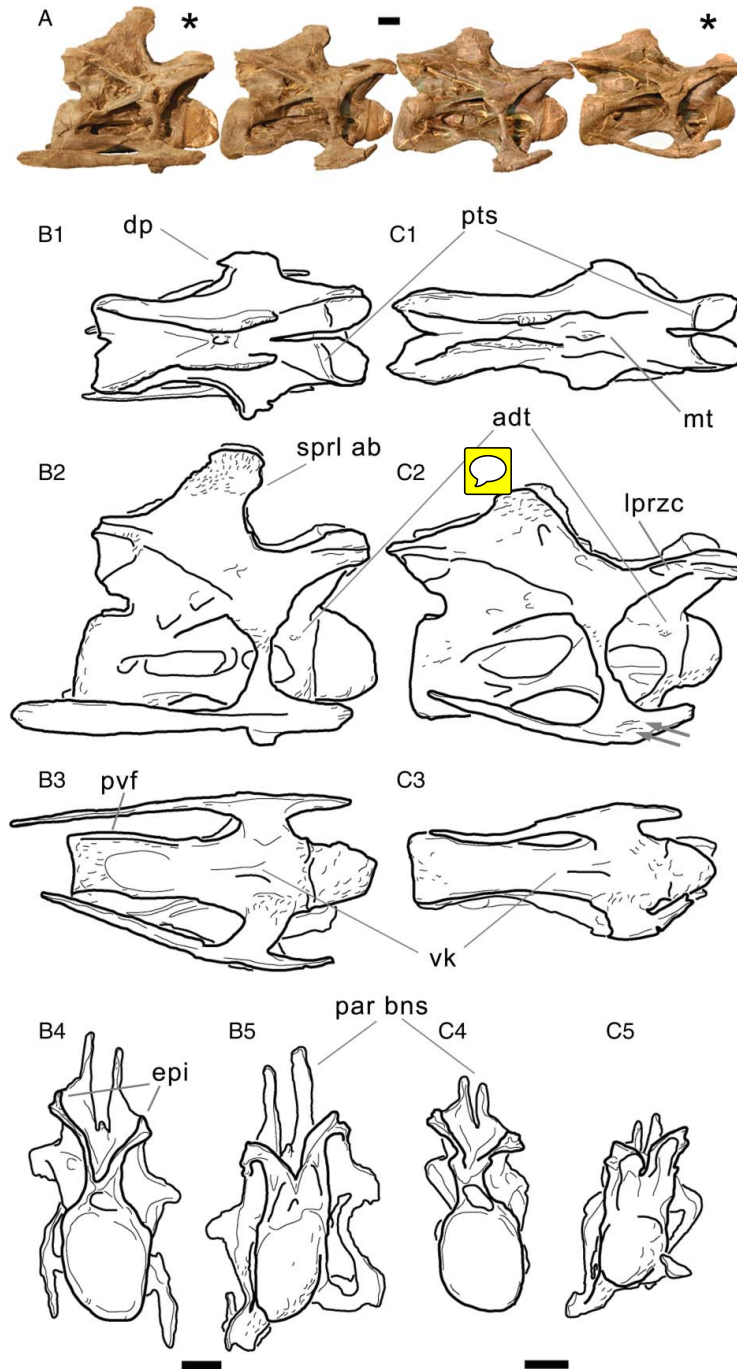 A * *
B1 dp C1 pts
mt
adt
B2 sprl ab C2
lprzc
B3 pvf C3
vk
B4 B5 par bns C4 C5
epi